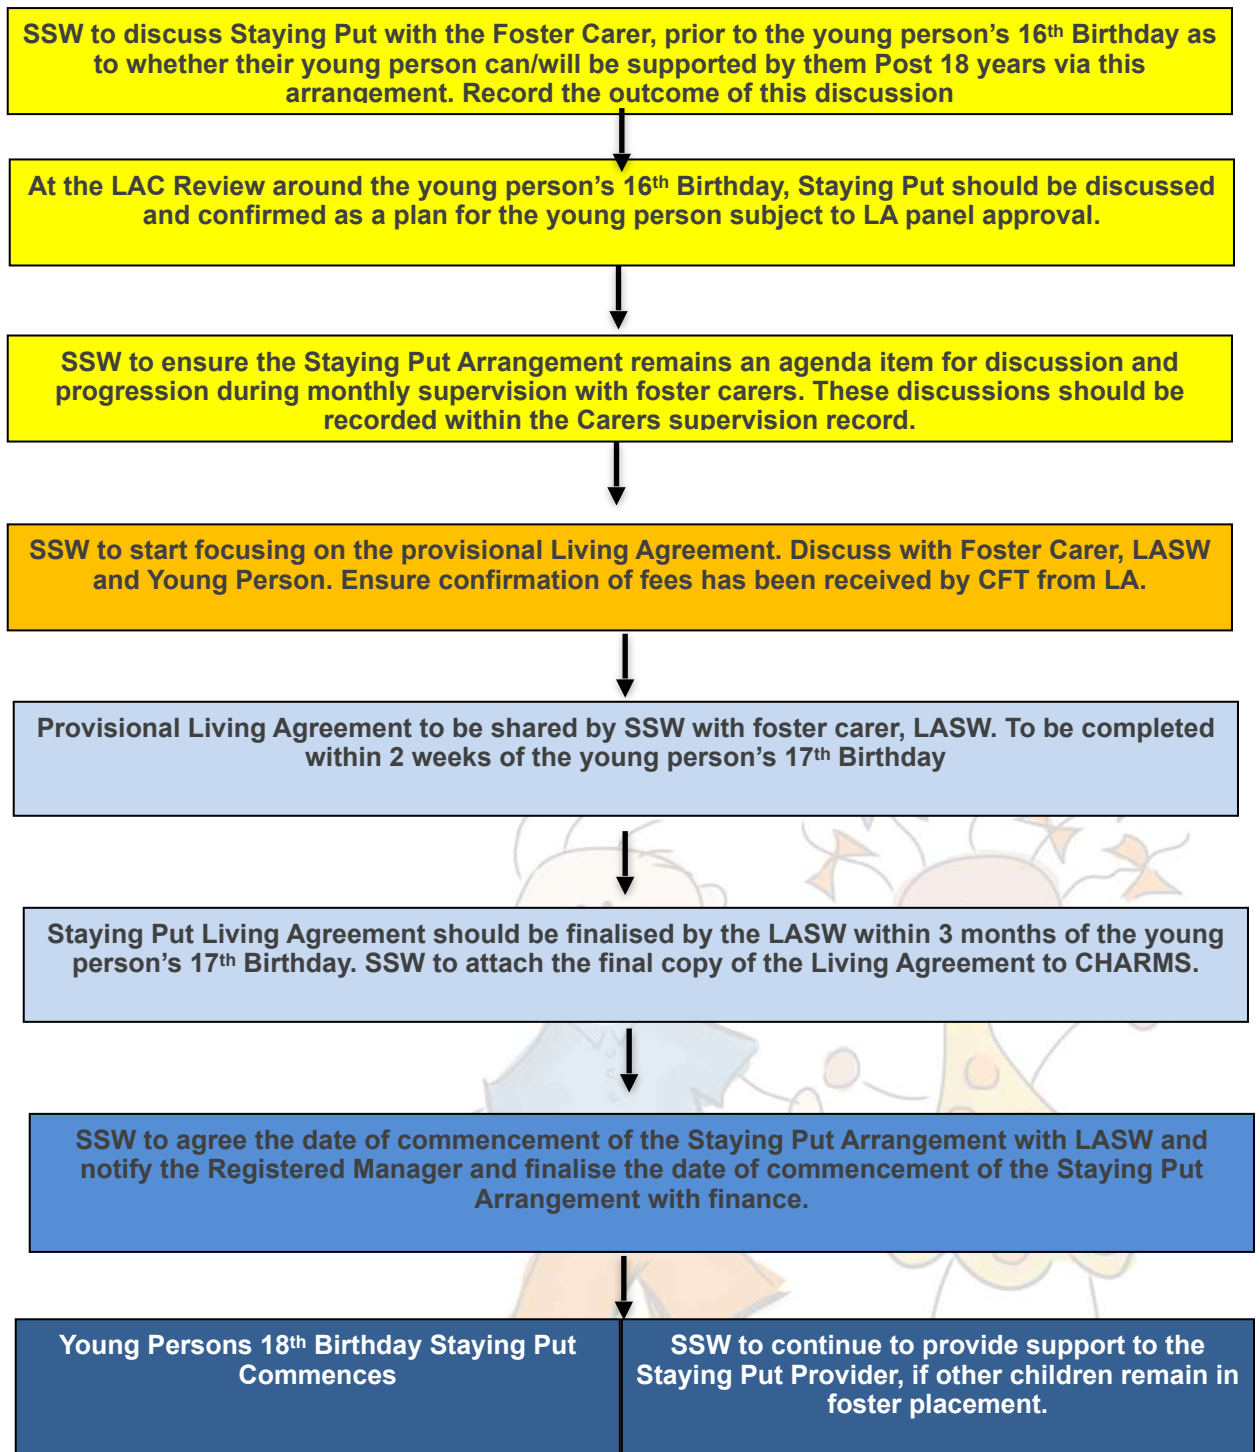 SSW to discuss Staying Put with the Foster Carer, prior to the young person's 16th Birthday as
to whether their young person can/will be supported by them Post 18 years via this
arrangement. Record the outcome of this discussion
At the LAC Review around the young person's 16th Birthday, Staying Put should be discussed
and confirmed as a plan for the young person subject to LA panel approval.
SSW to ensure the Staying Put Arrangement remains an agenda item for discussion and
progression during monthly supervision with foster carers. These discussions should be
recorded within the Carers supervision record.
SSW to start focusing on the provisional Living Agreement. Discuss with Foster Carer, LASW
and Young Person. Ensure confirmation of fees has been received by CFT from LA.
Provisional Living Agreement to be shared by SSW with foster carer, LASW. To be completed
within 2 weeks of the young person's 17th Birthday
Staying Put Living Agreement should be finalised by the LASW within 3 months of the young
person's 17th Birthday. SSW to attach the final copy of the Living Agreement to CHARMS.
SSW to agree the date of commencement of the Staying Put Arrangement with LASW and
notify the Registered Manager and finalise the date of commencement of the Staying Put
Arrangement with finance.
Young Persons 18th Birthday Staying Put
Commences
SSW to continue to provide support to the
Staying Put Provider, if other children remain in
foster placement.